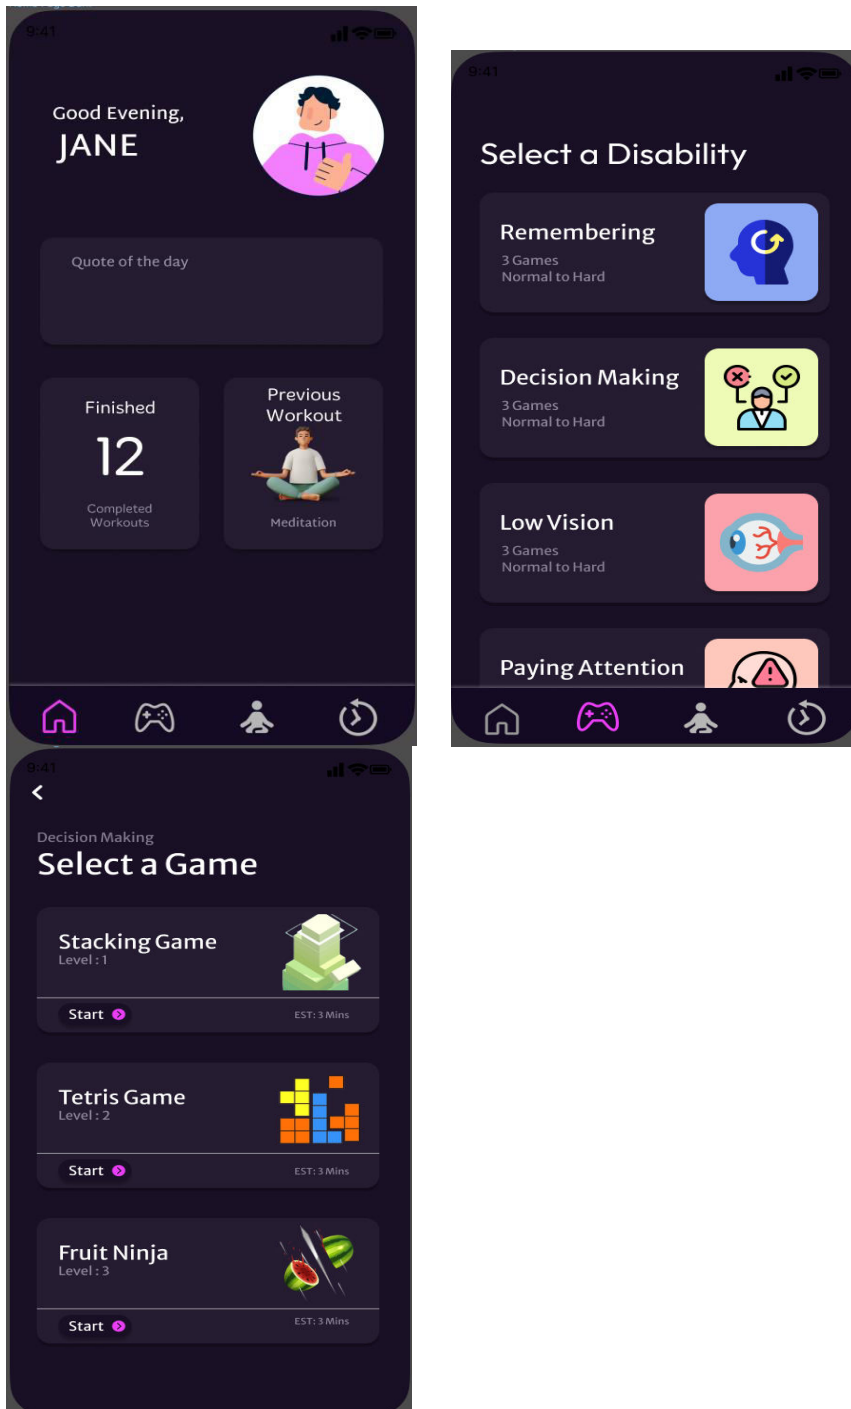 9:41
Good Evening,
JANE
Quote of the day
Finished
12
Completed
Workouts
Previous
Workout
Meditation
9:41
Select a Disability
Remembering
3 Games
Normal to Hard
Decision Making
3 Games
Normal to Hard
Low Vision
3 Games
Normal to Hard
Paying Attention
9:41
Decision Making
Select a Game
Stacking Game
Level : 1
Start
EST: 3 Mins
Tetris Game
Level : 2
Start
EST: 3 Mins
Fruit Ninja
Level : 3
Start
EST: 3 Mins